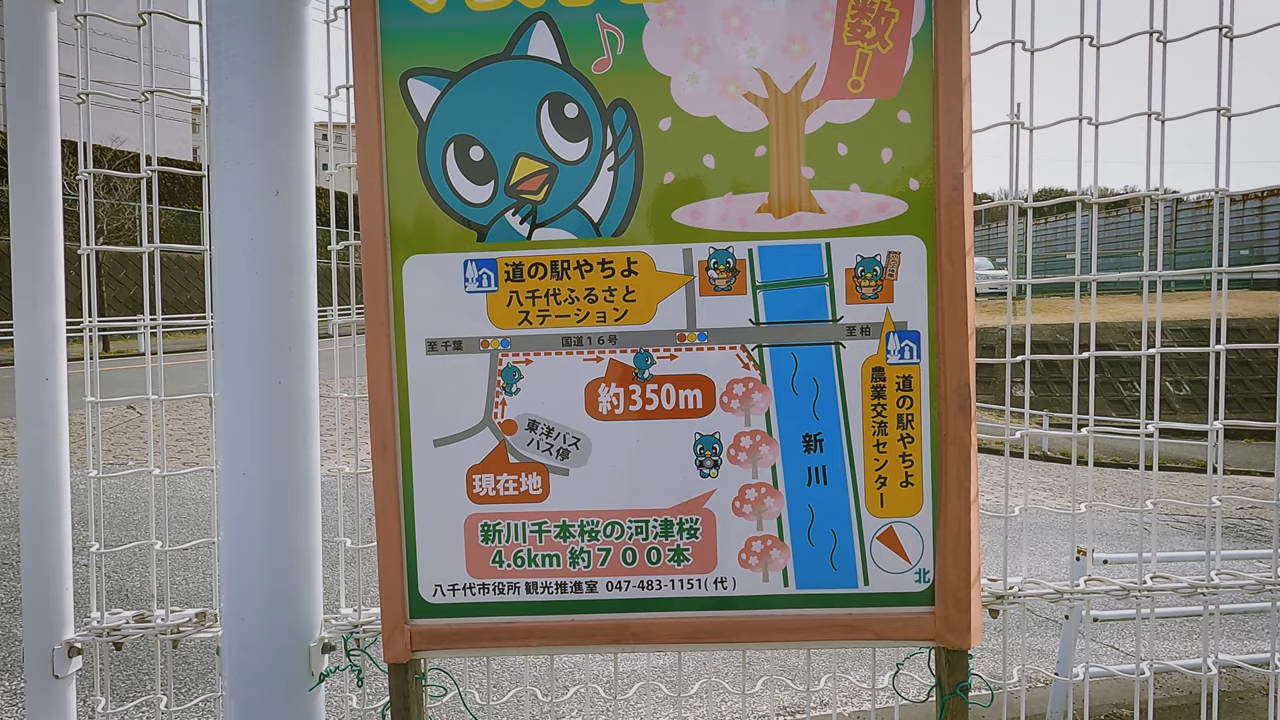 数!
道の駅やちよ
八千代ふるさと
ステーション
至千葉
国道16号
至柏
約350m
東洋バス
バス停
現在地
新川
道の駅やちよ
農業交流センター
新川千本桜の河津桜
4.6km 約700本
北
八千代市役所 観光推進室 047-483-1151(代)